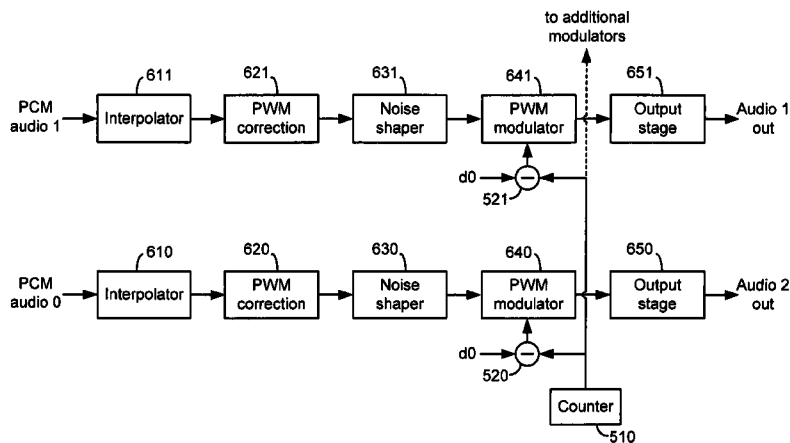 to additional
modulators
611
621
631
641
651
PCM
audio 1
Interpolator
PWM
correction
Noise
shaper
PWM
modulator
Output
stage
Audio 1
out
d0
521
610
620
630
640
650
PCM
audio 0
Interpolator
PWM
correction
Noise
shaper
PWM
modulator
Output
stage
Audio 2
out
d0
520
Counter
510